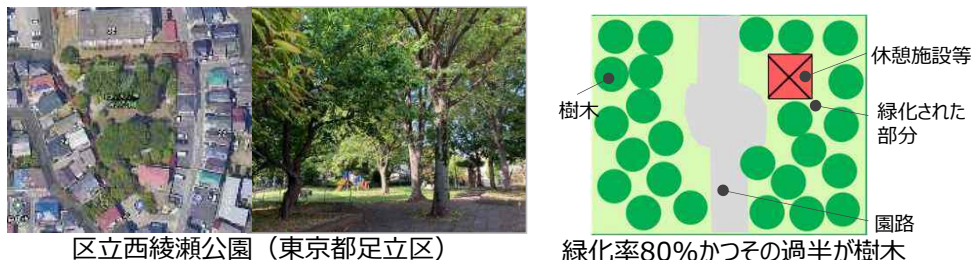 区立西綾瀬公園（東京都足立区）
樹木
休憩施設等
緑化された
部分
園路
緑化率80%かつその過半が樹木